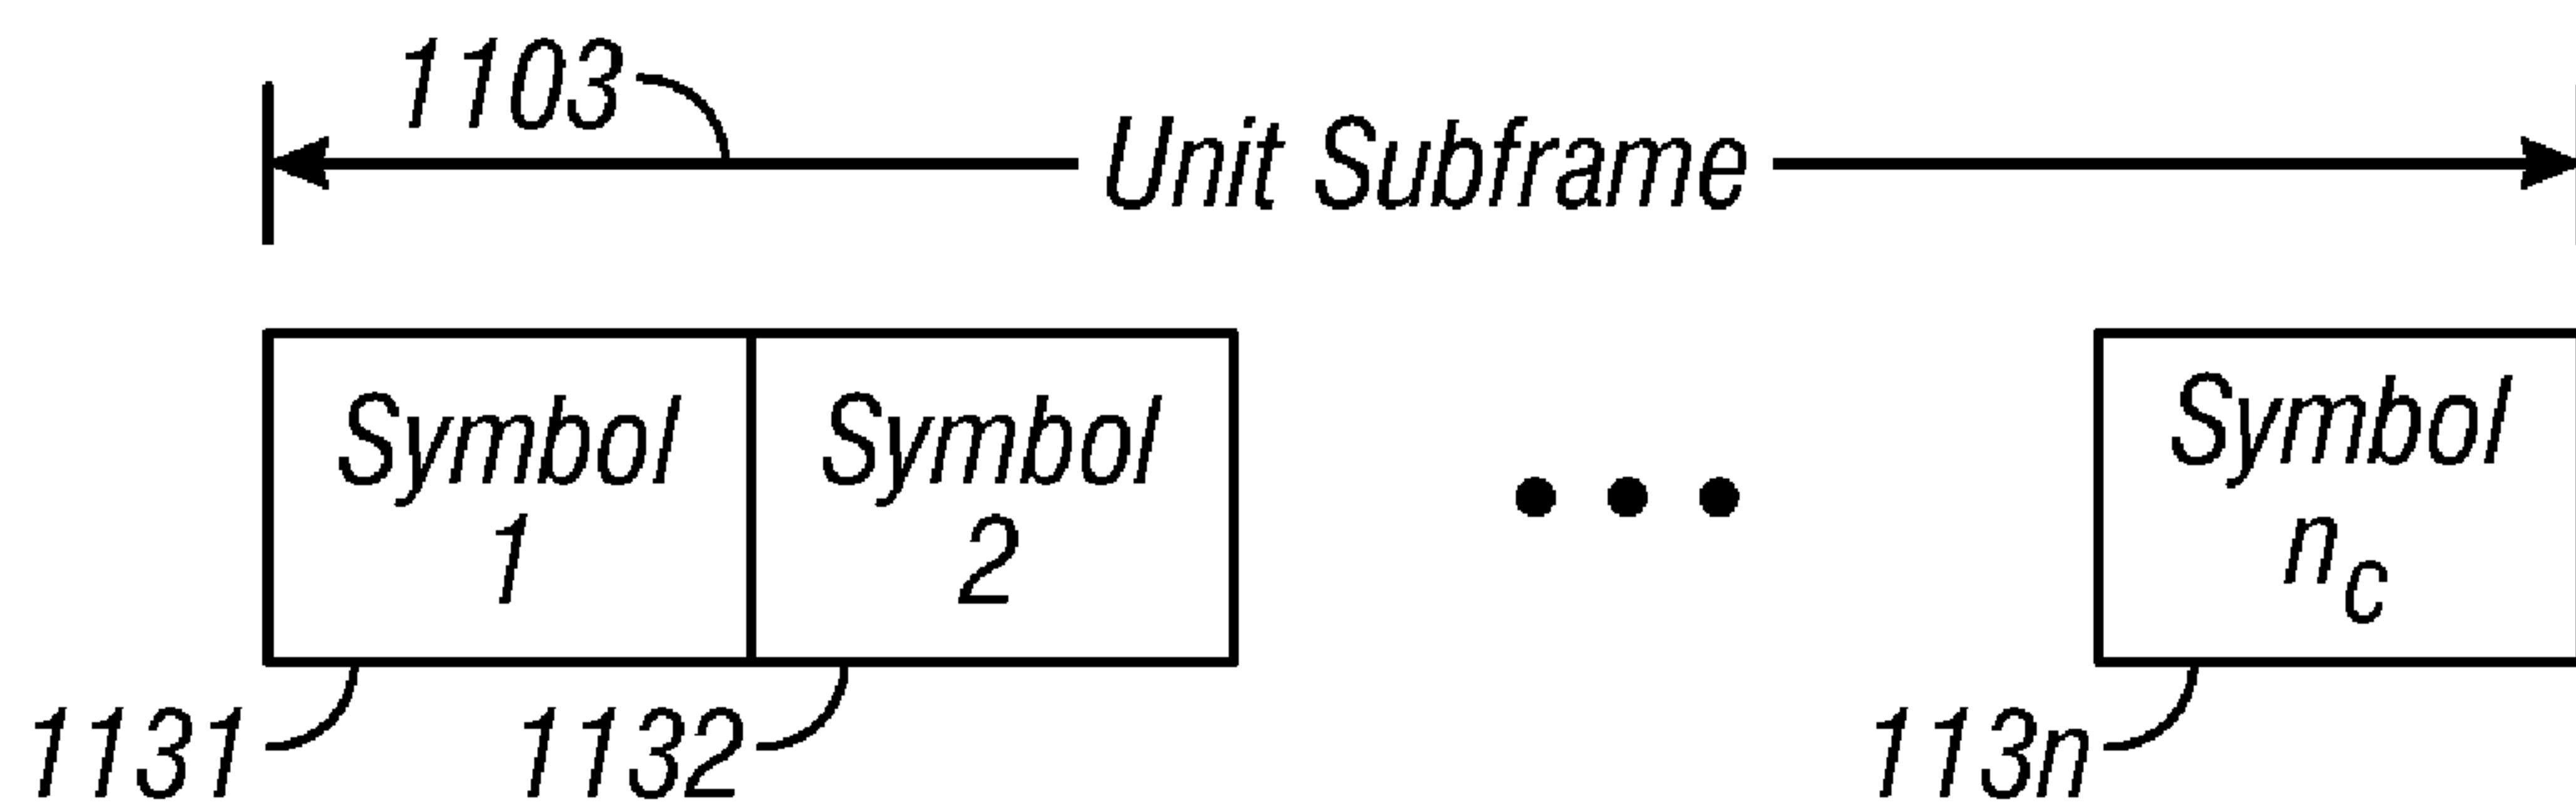 1103
Unit Subframe
Symbol 1
Symbol 2
• • •
Symbol n_c
1131
1132
113n